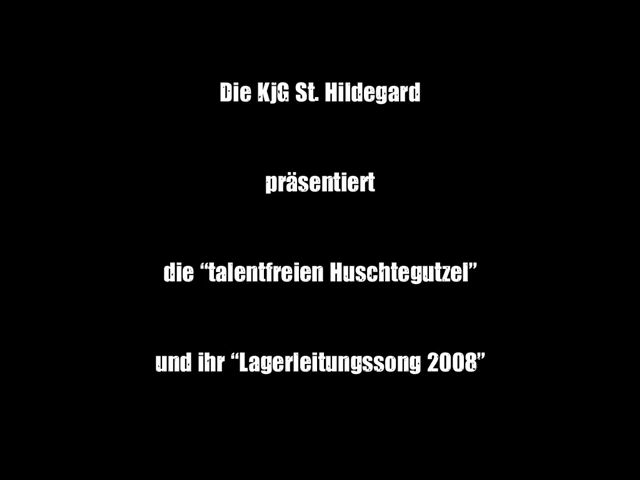 Die KjG St. Hildegard
präsentiert
die “talentfreien Huschtegutzel”
und ihr “Lagerleitungssong 2008”